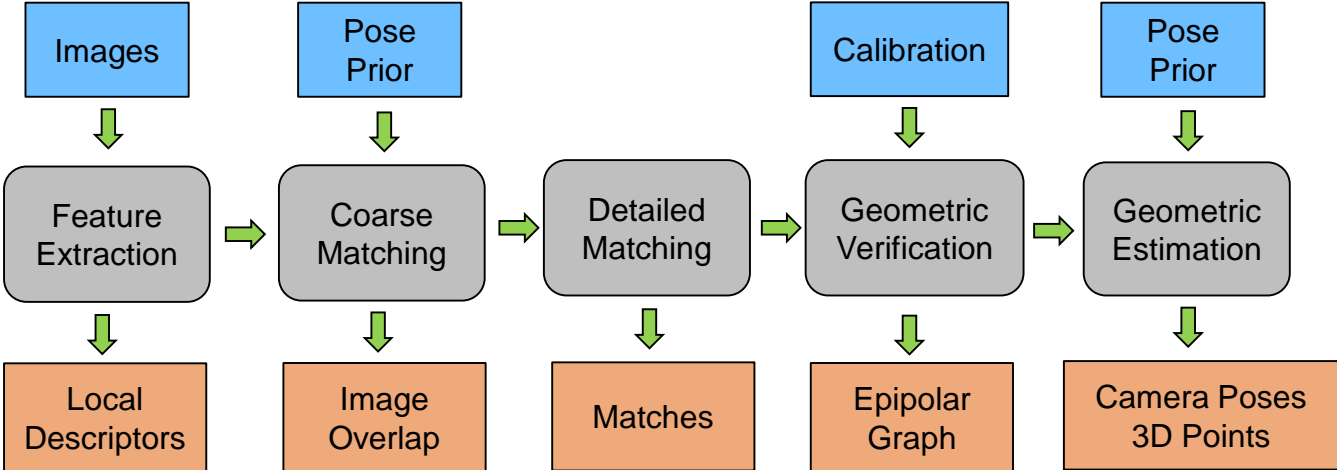 Images
Pose
Prior
Calibration
Pose
Prior
Feature
Extraction
Coarse
Matching
Detailed
Matching
Geometric
Verification
Geometric
Estimation
Local
Descriptors
Image
Overlap
Matches
Epipolar
Graph
Camera Poses
3D Points